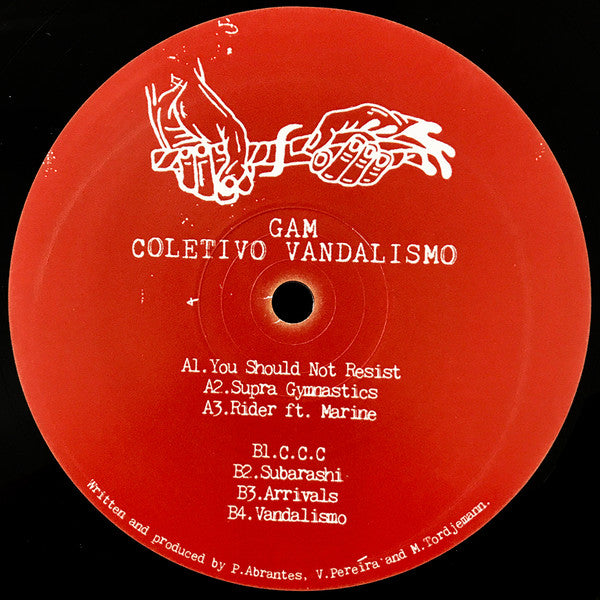 GAM
COLETIVO VANDALISMO
A1.You Should Not Resist
A2.Supra Gymnastics
A3.Rider ft. Marine
B1.C.C.C
B2.Subarashi
B3.Arrivals
B4.Vandalismo
Written and produced by P.Abrantes, V.Pereira and M.Tordjemann.